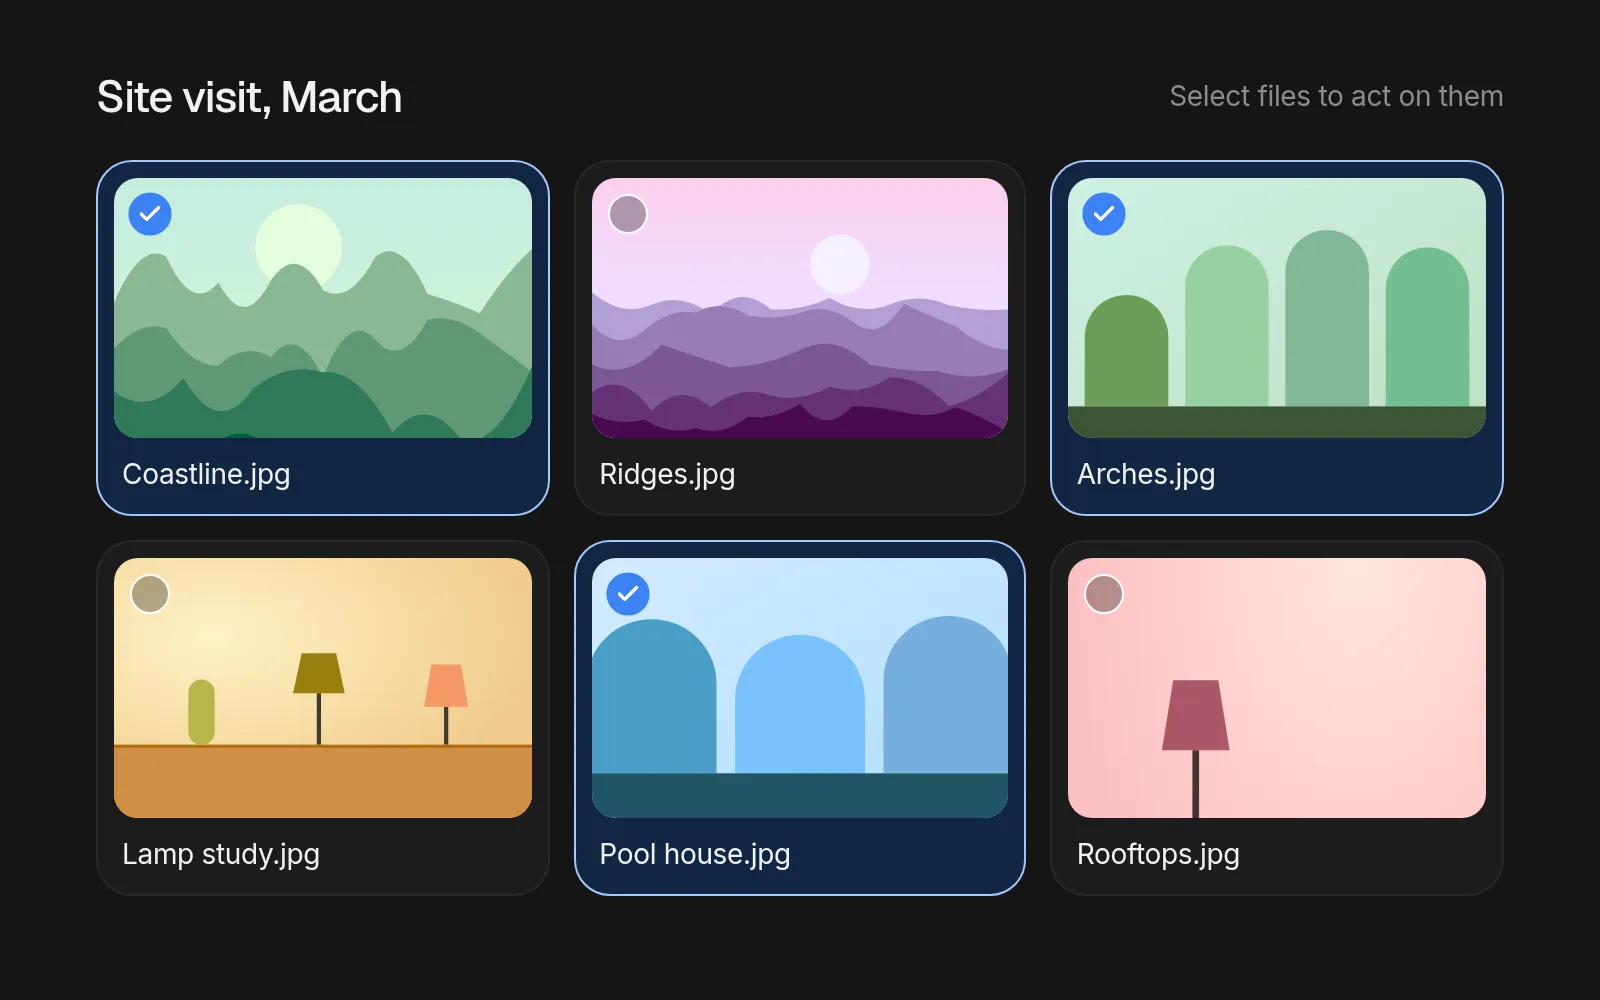 Site visit, March
Select files to act on them
Coastline.jpg
Ridges.jpg
Arches.jpg
Lamp study.jpg
Pool house.jpg
Rooftops.jpg